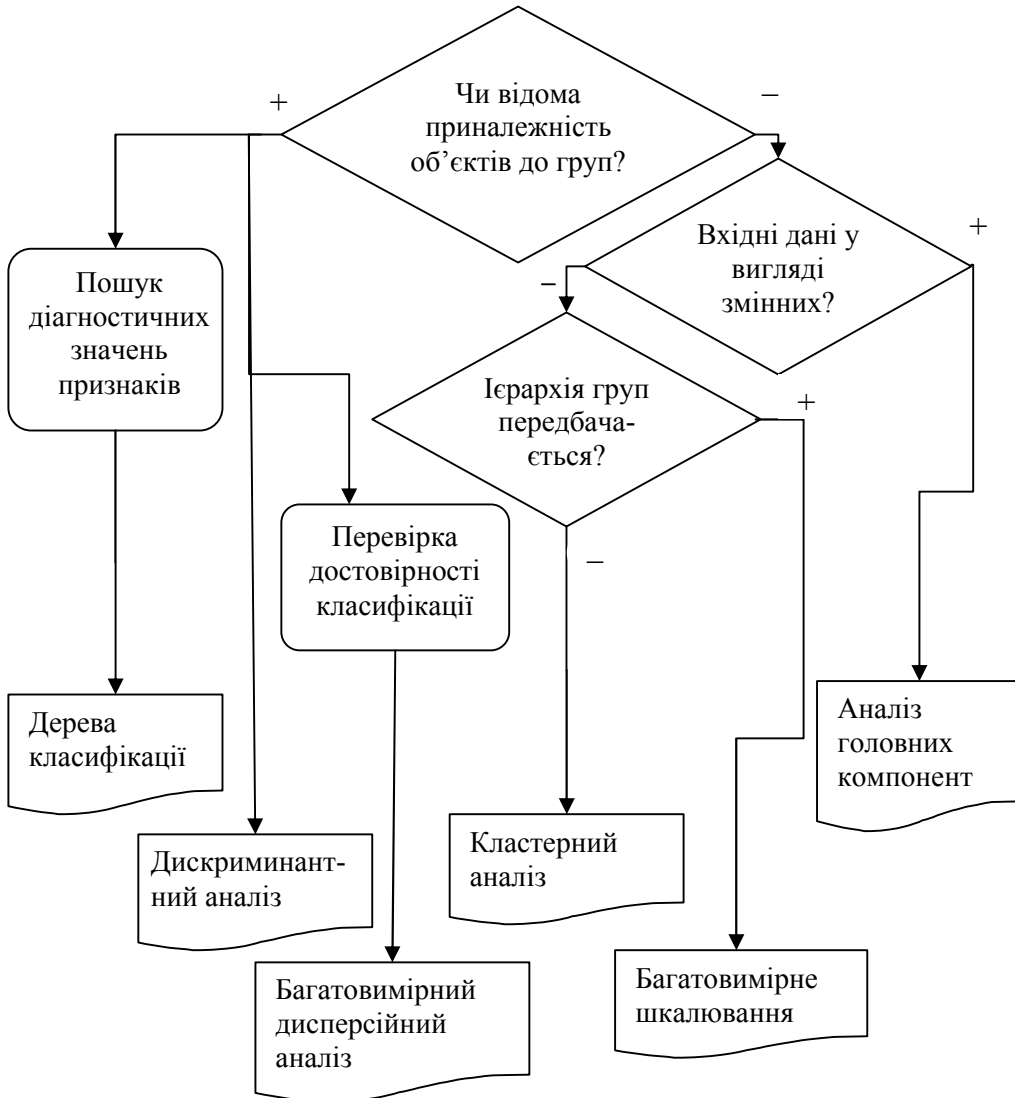 +
Чи відома
приналежність
об’єктів до груп?
–
Вхідні дані у
вигляді
змінних?
+
–
Пошук
діагностичних
значень
признаків
Ієрархія груп
передбача-
ється?
+
–
Перевірка
достовірності
класифікації
Дерева
класифікації
Аналіз
головних
компонент
Дискриминант-
ний аналіз
Кластерний
аналіз
Багатовимірний
дисперсійний
аналіз
Багатовимірне
шкалювання